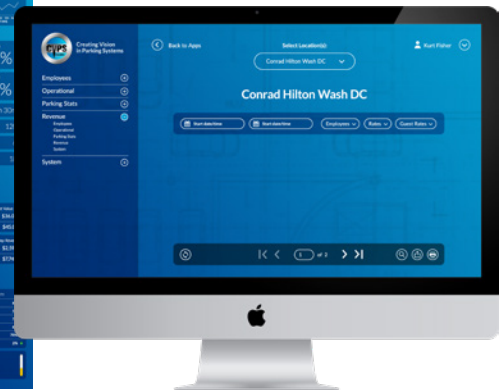 CVPS
Creating Vision
in Parking Systems
Employees
Operational
Parking Stats
Revenue
Employees
Operational
Parking Stats
Revenue
System
System
Back to Apps
Select Location(s):
Conrad Hilton Wash DC
Kurt Fisher
Conrad Hilton Wash DC
Start date/time
Start date/time
Employees
Rates
Guest Rates
1 of 2
%
%